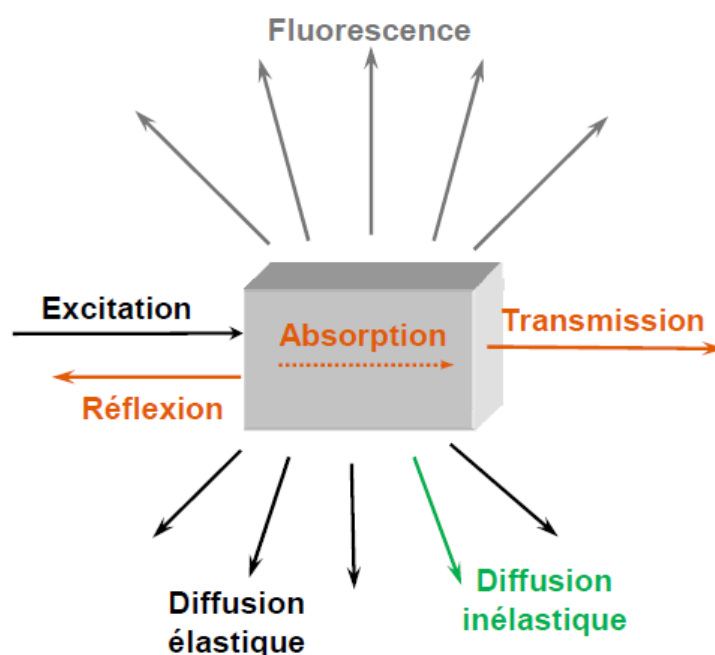 Fluorescence
Excitation
Absorption
Transmission
Réflexion
Diffusion
élastique
Diffusion
inélastique